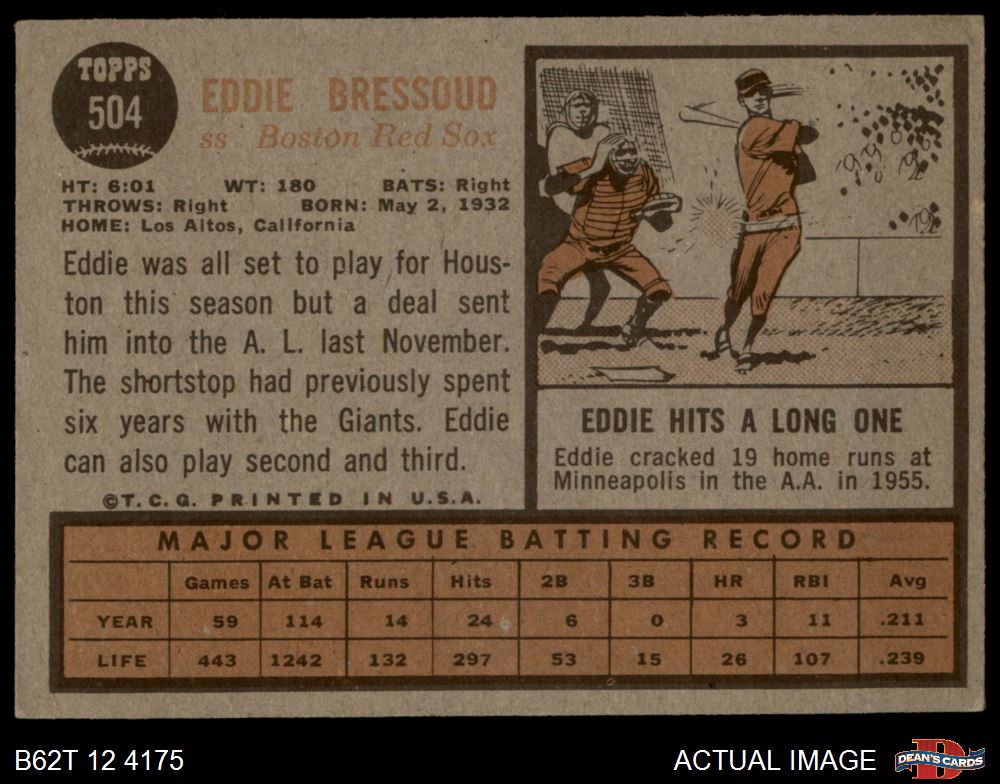 TOPPS
504
EDDIE BRESSOUD
ss Boston Red Sox
HT: 6:01 WT: 180 BATS: Right
THROWS: Right BORN: May 2, 1932
HOME: Los Altos, California
Eddie was all set to play for Hous-
ton this season but a deal sent
him into the A. L. last November.
The shortstop had previously spent
six years with the Giants. Eddie
can also play second and third.
©T.C.G. PRINTED IN U.S.A.
EDDIE HITS A LONG ONE
Eddie cracked 19 home runs at
Minneapolis in the A.A. in 1955.
MAJOR LEAGUE BATTING RECORD
Games At Bat Runs Hits 2B 3B HR RBI Avg
YEAR 59 114 14 24 6 0 3 11 .211
LIFE 443 1242 132 297 53 15 26 107 .239
B62T 12 4175
ACTUAL IMAGE
DEAN'S CARDS